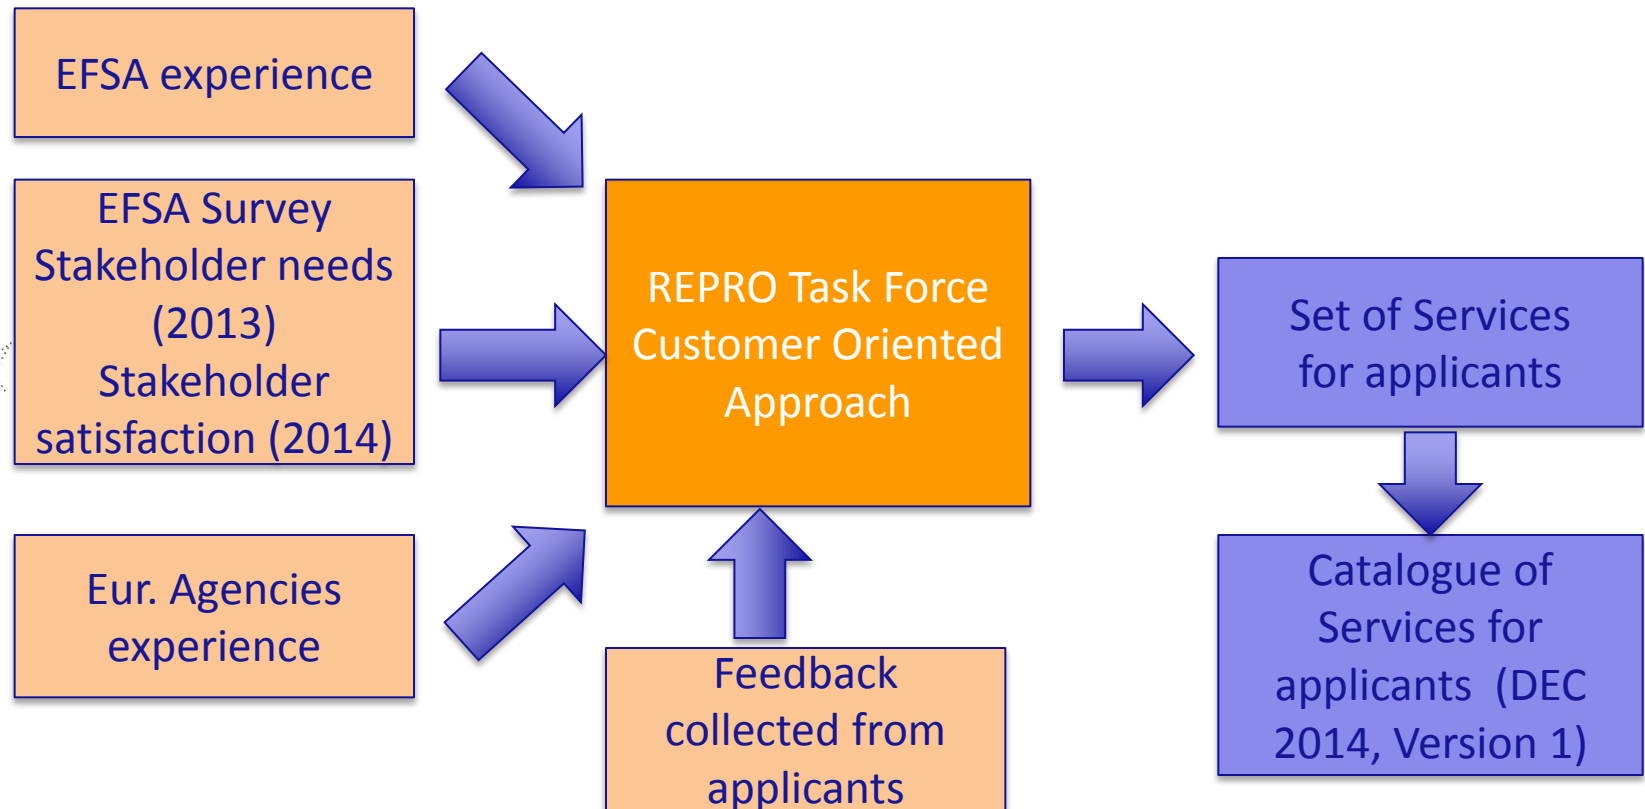 EFSA experience
EFSA Survey
Stakeholder needs
(2013)
Stakeholder
satisfaction (2014)
Eur. Agencies
experience
REPRO Task Force
Customer Oriented
Approach
Feedback
collected from
applicants
Set of Services
for applicants
Catalogue of
Services for
applicants (DEC
2014, Version 1)